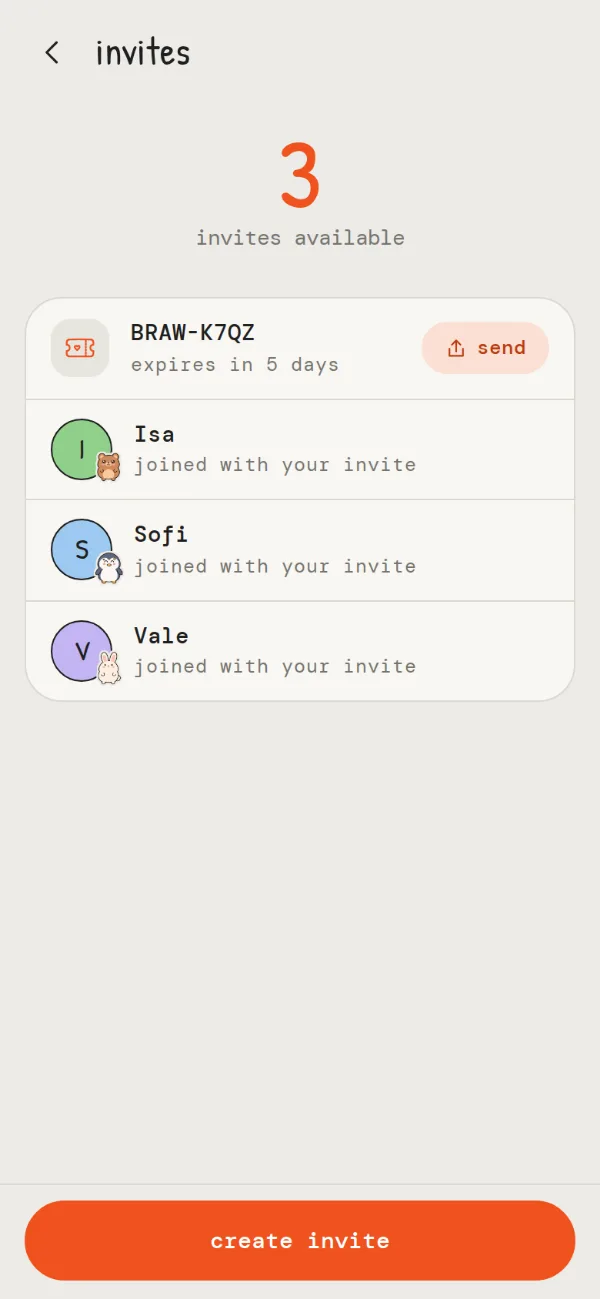 invites
3
invites available
BRAW-K7QZ
expires in 5 days
send
I
Isa
joined with your invite
S
Sofi
joined with your invite
V
Vale
joined with your invite
create invite